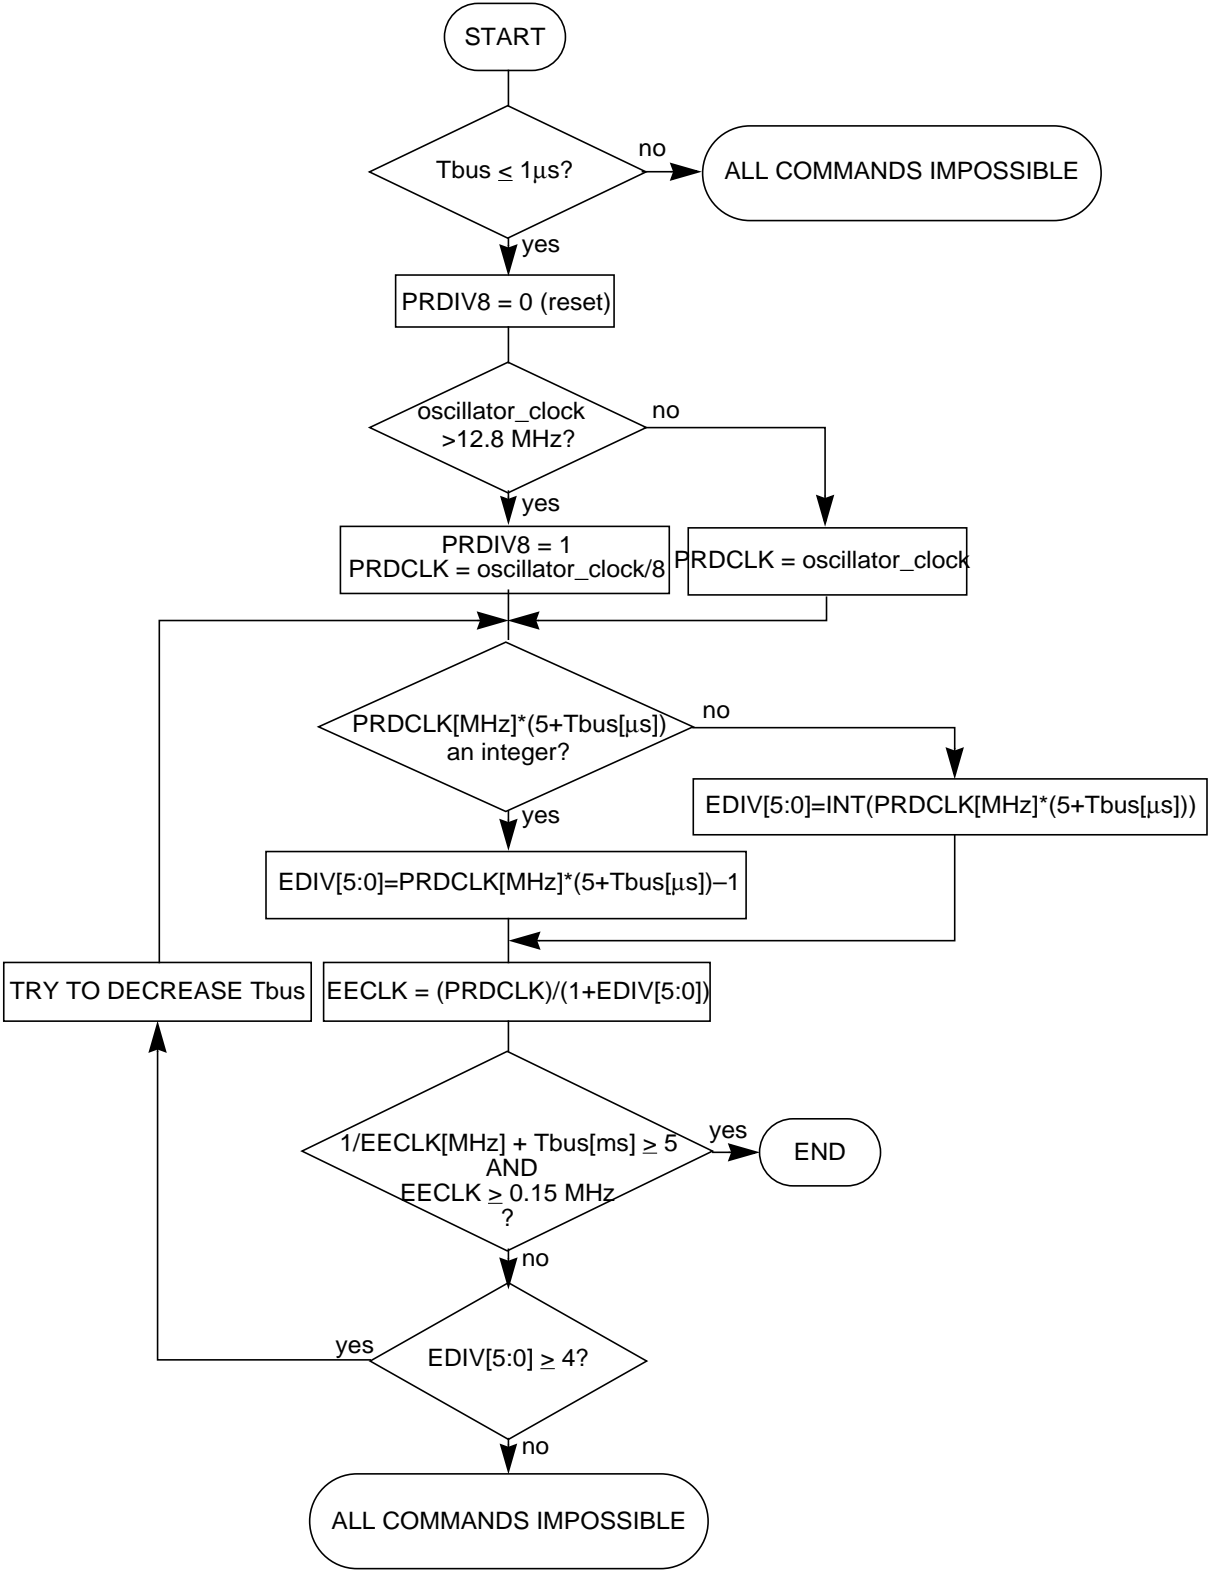 START
Tbus ≤ 1μs?
no
ALL COMMANDS IMPOSSIBLE
yes
PRDIV8 = 0 (reset)
oscillator_clock
>12.8 MHz?
no
yes
PRDIV8 = 1
PRDCLK = oscillator_clock/8
PRDCLK = oscillator_clock
PRDCLK[MHz]*(5+Tbus[μs])
an integer?
no
yes
EDIV[5:0]=INT(PRDCLK[MHz]*(5+Tbus[μs]))
EDIV[5:0]=PRDCLK[MHz]*(5+Tbus[μs])–1
TRY TO DECREASE Tbus
EECLK = (PRDCLK)/(1+EDIV[5:0])
1/EECLK[MHz] + Tbus[ms] ≥ 5
AND
EECLK ≥ 0.15 MHz
?
yes
END
no
EDIV[5:0] ≥ 4?
yes
no
ALL COMMANDS IMPOSSIBLE